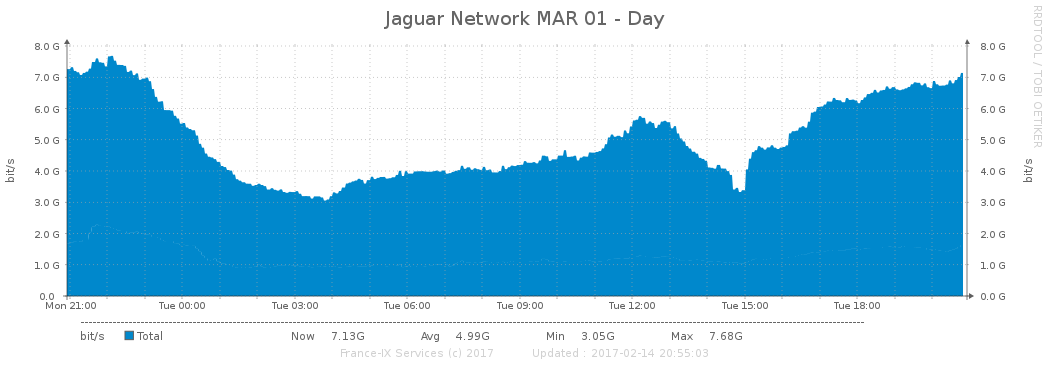 Jaguar Network MAR 01 - Day
RRDTOOL / TOBI OETIKER
bit/s
8.0 G 8.0 G
7.0 G 7.0 G
6.0 G 6.0 G
5.0 G 5.0 G
4.0 G 4.0 G
3.0 G 3.0 G
2.0 G 2.0 G
1.0 G 1.0 G
0.0 0.0 G
bit/s
Mon 21:00 Tue 00:00 Tue 03:00 Tue 06:00 Tue 09:00 Tue 12:00 Tue 15:00 Tue 18:00
bit/s Total Now 7.13G Avg 4.99G Min 3.05G Max 7.68G
France-IX Services (c) 2017 Updated : 2017-02-14 20:55:03